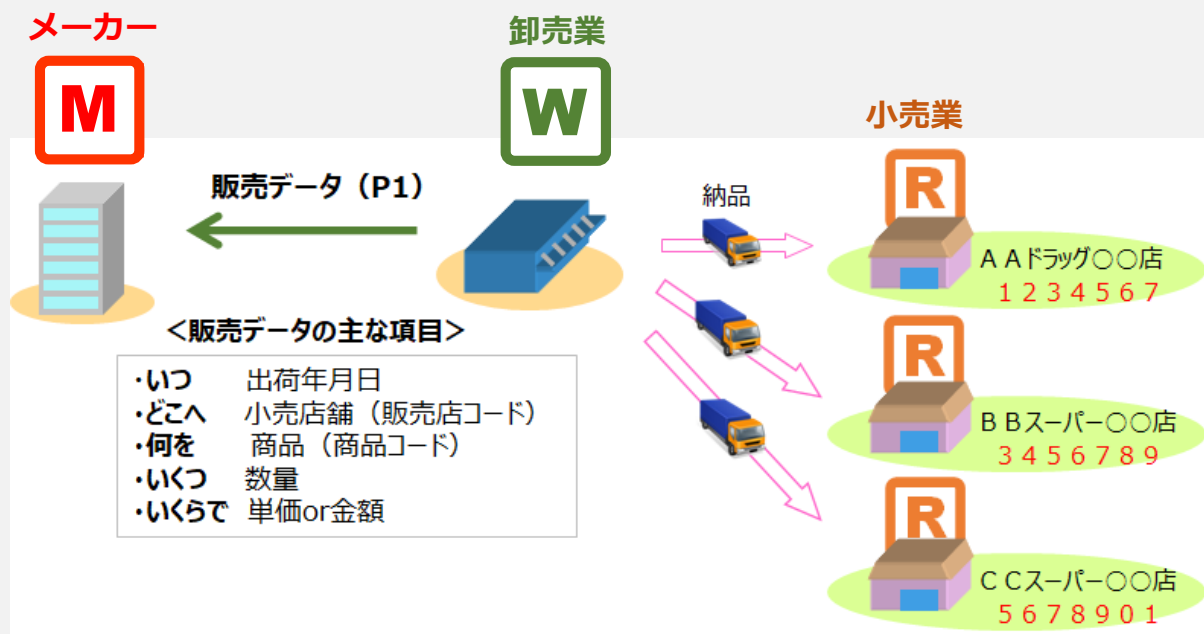 メーカー
M
卸売業
W
小売業
販売データ（P1）
納品
R
ＡＡドラッグ○○店
１２３４５６７
＜販売データの主な項目＞
・いつ　出荷年月日
・どこへ　小売店舗（販売店コード）
・何を　商品（商品コード）
・いくつ　数量
・いくらで　単価or金額
R
ＢＢスーパー○○店
３４５６７８９
R
ＣＣスーパー○○店
５６７８９０１